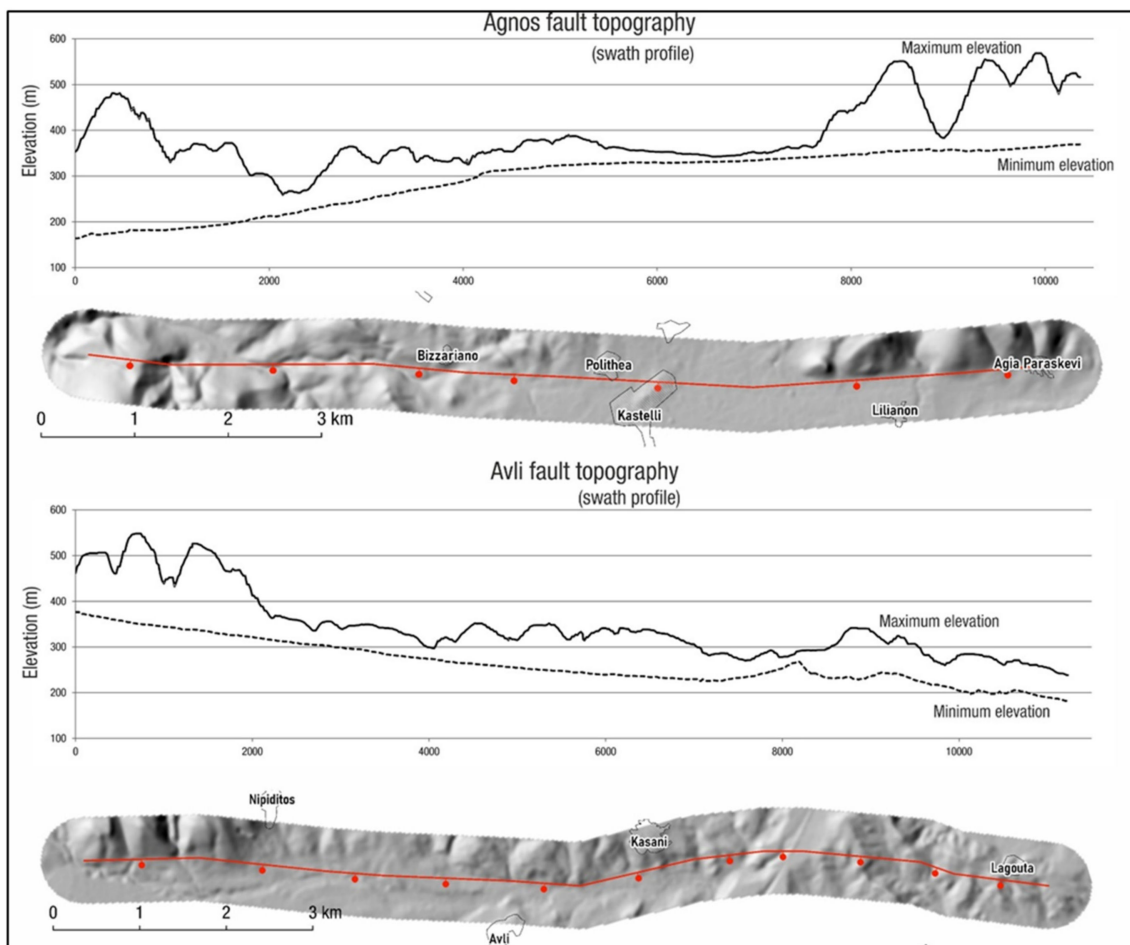 Agnos fault topography
(swath profile)
Maximum elevation
Minimum elevation
Elevation (m)
600
500
400
300
200
100
0
2000
4000
6000
8000
10000
Bizzariano
Polithea
Kastelli
Lilianon
Agia Paraskevi
0 1 2 3 km
Avli fault topography
(swath profile)
Maximum elevation
Minimum elevation
Elevation (m)
600
500
400
300
200
100
0
2000
4000
6000
8000
10000
Nipiditos
Kasani
Lagouta
Avli
0 1 2 3 km